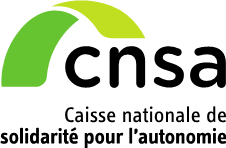 cnsa
Caisse nationale de
solidarité pour l'autonomie